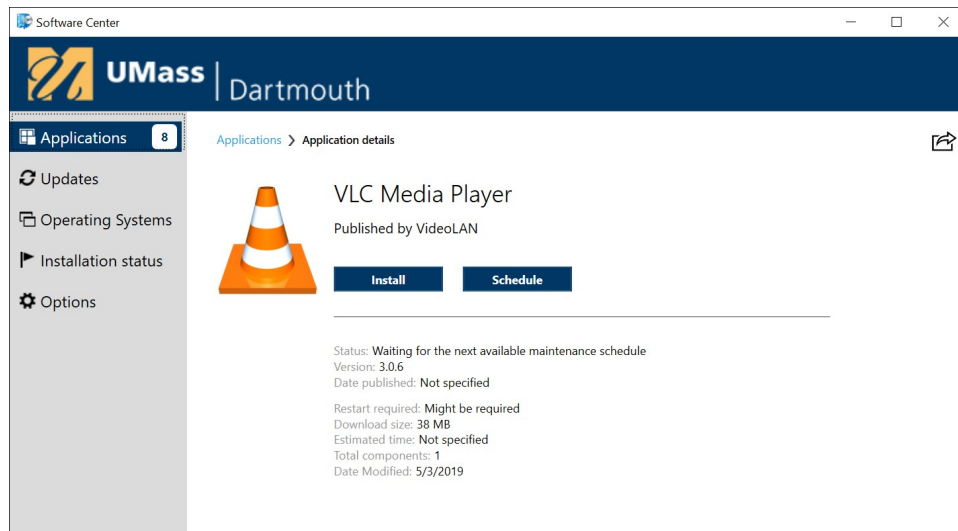 Software Center
UMass | Dartmouth
Applications 8
Updates
Operating Systems
Installation status
Options
Applications ❯ Application details
VLC Media Player
Published by VideoLAN
Install Schedule
Status: Waiting for the next available maintenance schedule
Version: 3.0.6
Date published: Not specified
Restart required: Might be required
Download size: 38 MB
Estimated time: Not specified
Total components: 1
Date Modified: 5/3/2019